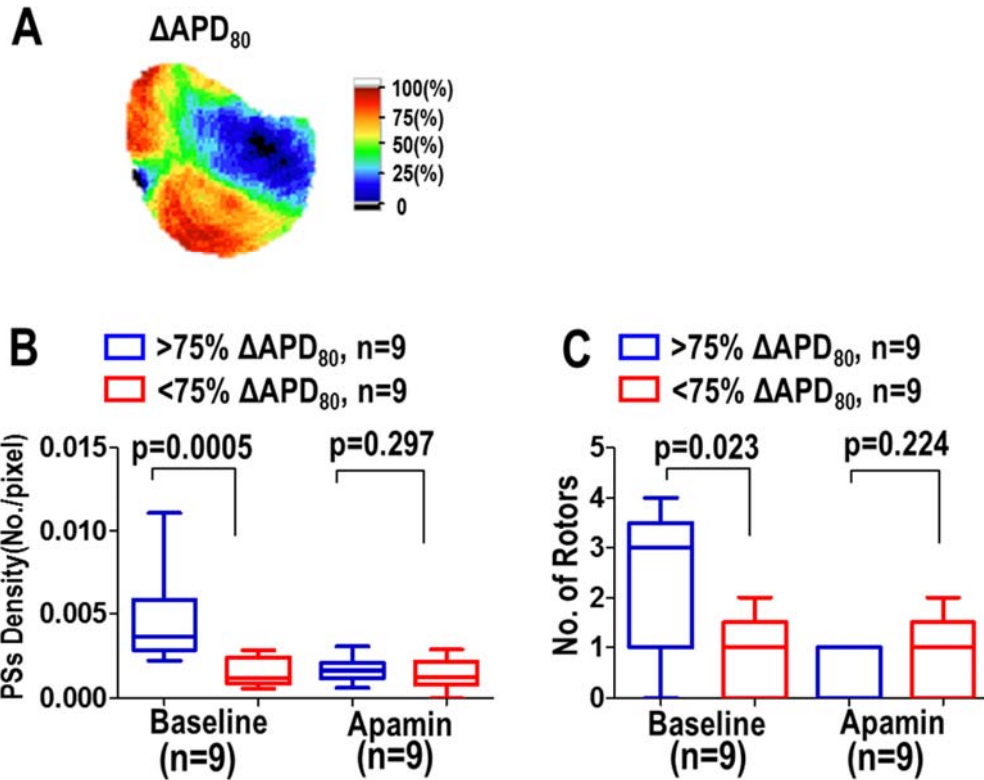 A
ΔAPD80
100(%)
75(%)
50(%)
25(%)
0
B
>75% ΔAPD80, n=9
<75% ΔAPD80, n=9
p=0.0005
p=0.297
PSs Density(No./pixel)
0.015
0.010
0.005
0.000
Baseline
(n=9)
Apamin
(n=9)
C
>75% ΔAPD80, n=9
<75% ΔAPD80, n=9
p=0.023
p=0.224
No. of Rotors
5
4
3
2
1
0
Baseline
(n=9)
Apamin
(n=9)